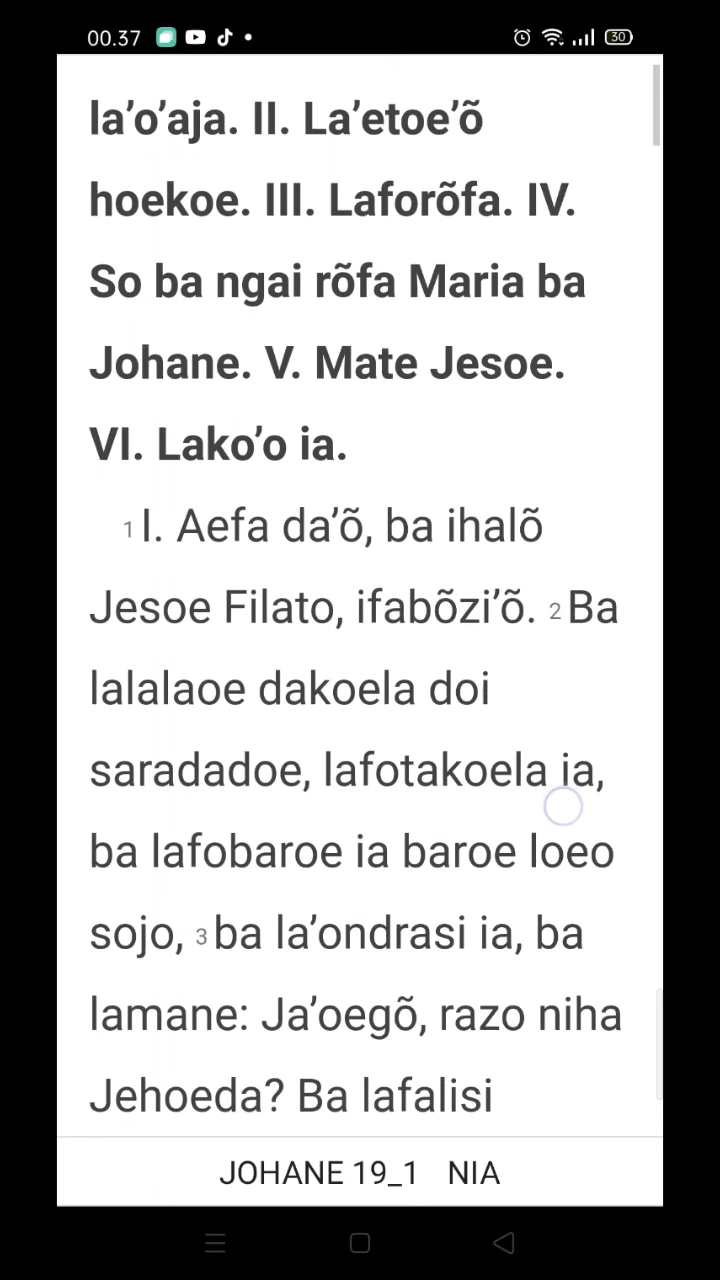 00.37
30
la’o’aja. II. La’etoe’õ
hoekoe. III. Laforõfa. IV.
So ba ngai rõfa Maria ba
Johane. V. Mate Jesoe.
VI. Lako’o ia.
1 I. Aefa da’õ, ba ihalõ
Jesoe Filato, ifabõzi’õ. 2 Ba
lalalaoe dakoela doi
saradadoe, lafotakoela ia,
ba lafobaroe ia baroe loeo
sojo, 3 ba la’ondrasi ia, ba
lamane: Ja’oegõ, razo niha
Jehoeda? Ba lafalisi
JOHANE 19_1 NIA